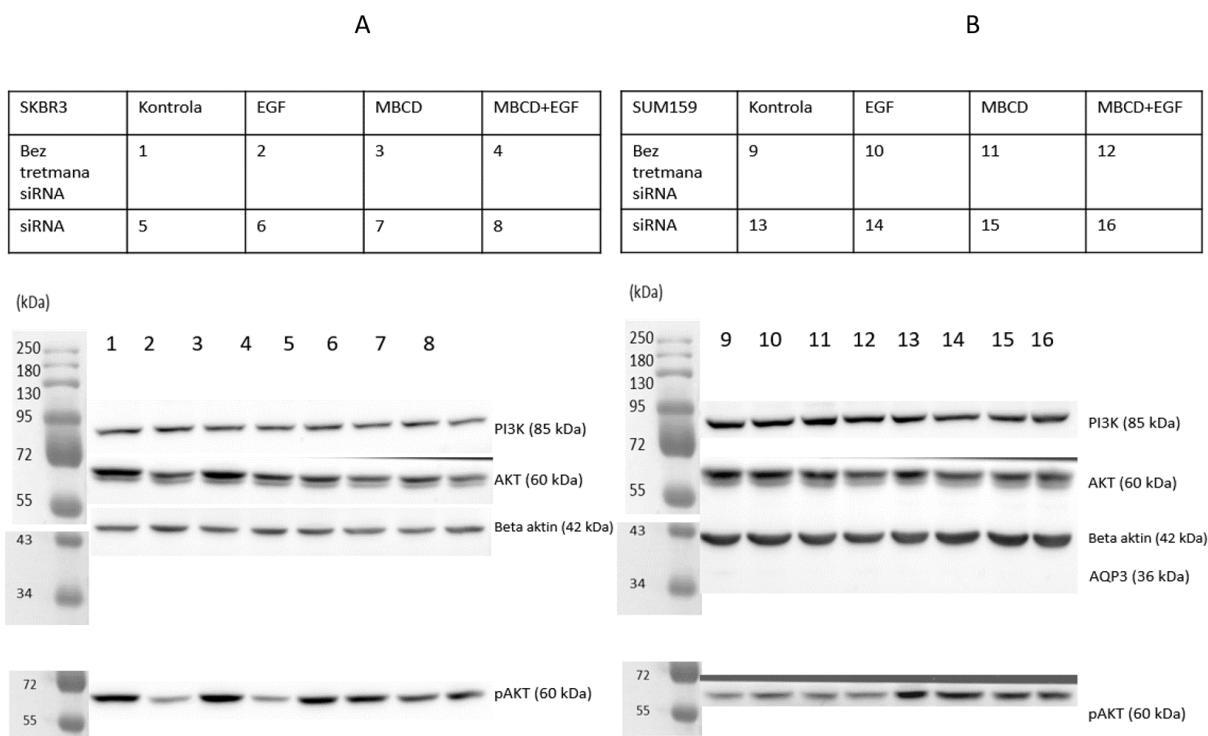 A
SKBR3 Kontrola EGF MBCD MBCD+EGF
Bez 1 2 3 4
tretmana
siRNA
siRNA 5 6 7 8
(kDa)
1 2 3 4 5 6 7 8
250
180
130
95
PI3K (85 kDa)
72
AKT (60 kDa)
55
Beta aktin (42 kDa)
43
34
72
pAKT (60 kDa)
55
B
SUM159 Kontrola EGF MBCD MBCD+EGF
Bez 9 10 11 12
tretmana
siRNA
siRNA 13 14 15 16
(kDa)
9 10 11 12 13 14 15 16
250
180
130
95
PI3K (85 kDa)
72
AKT (60 kDa)
55
43
Beta aktin (42 kDa)
AQP3 (36 kDa)
34
72
55
pAKT (60 kDa)